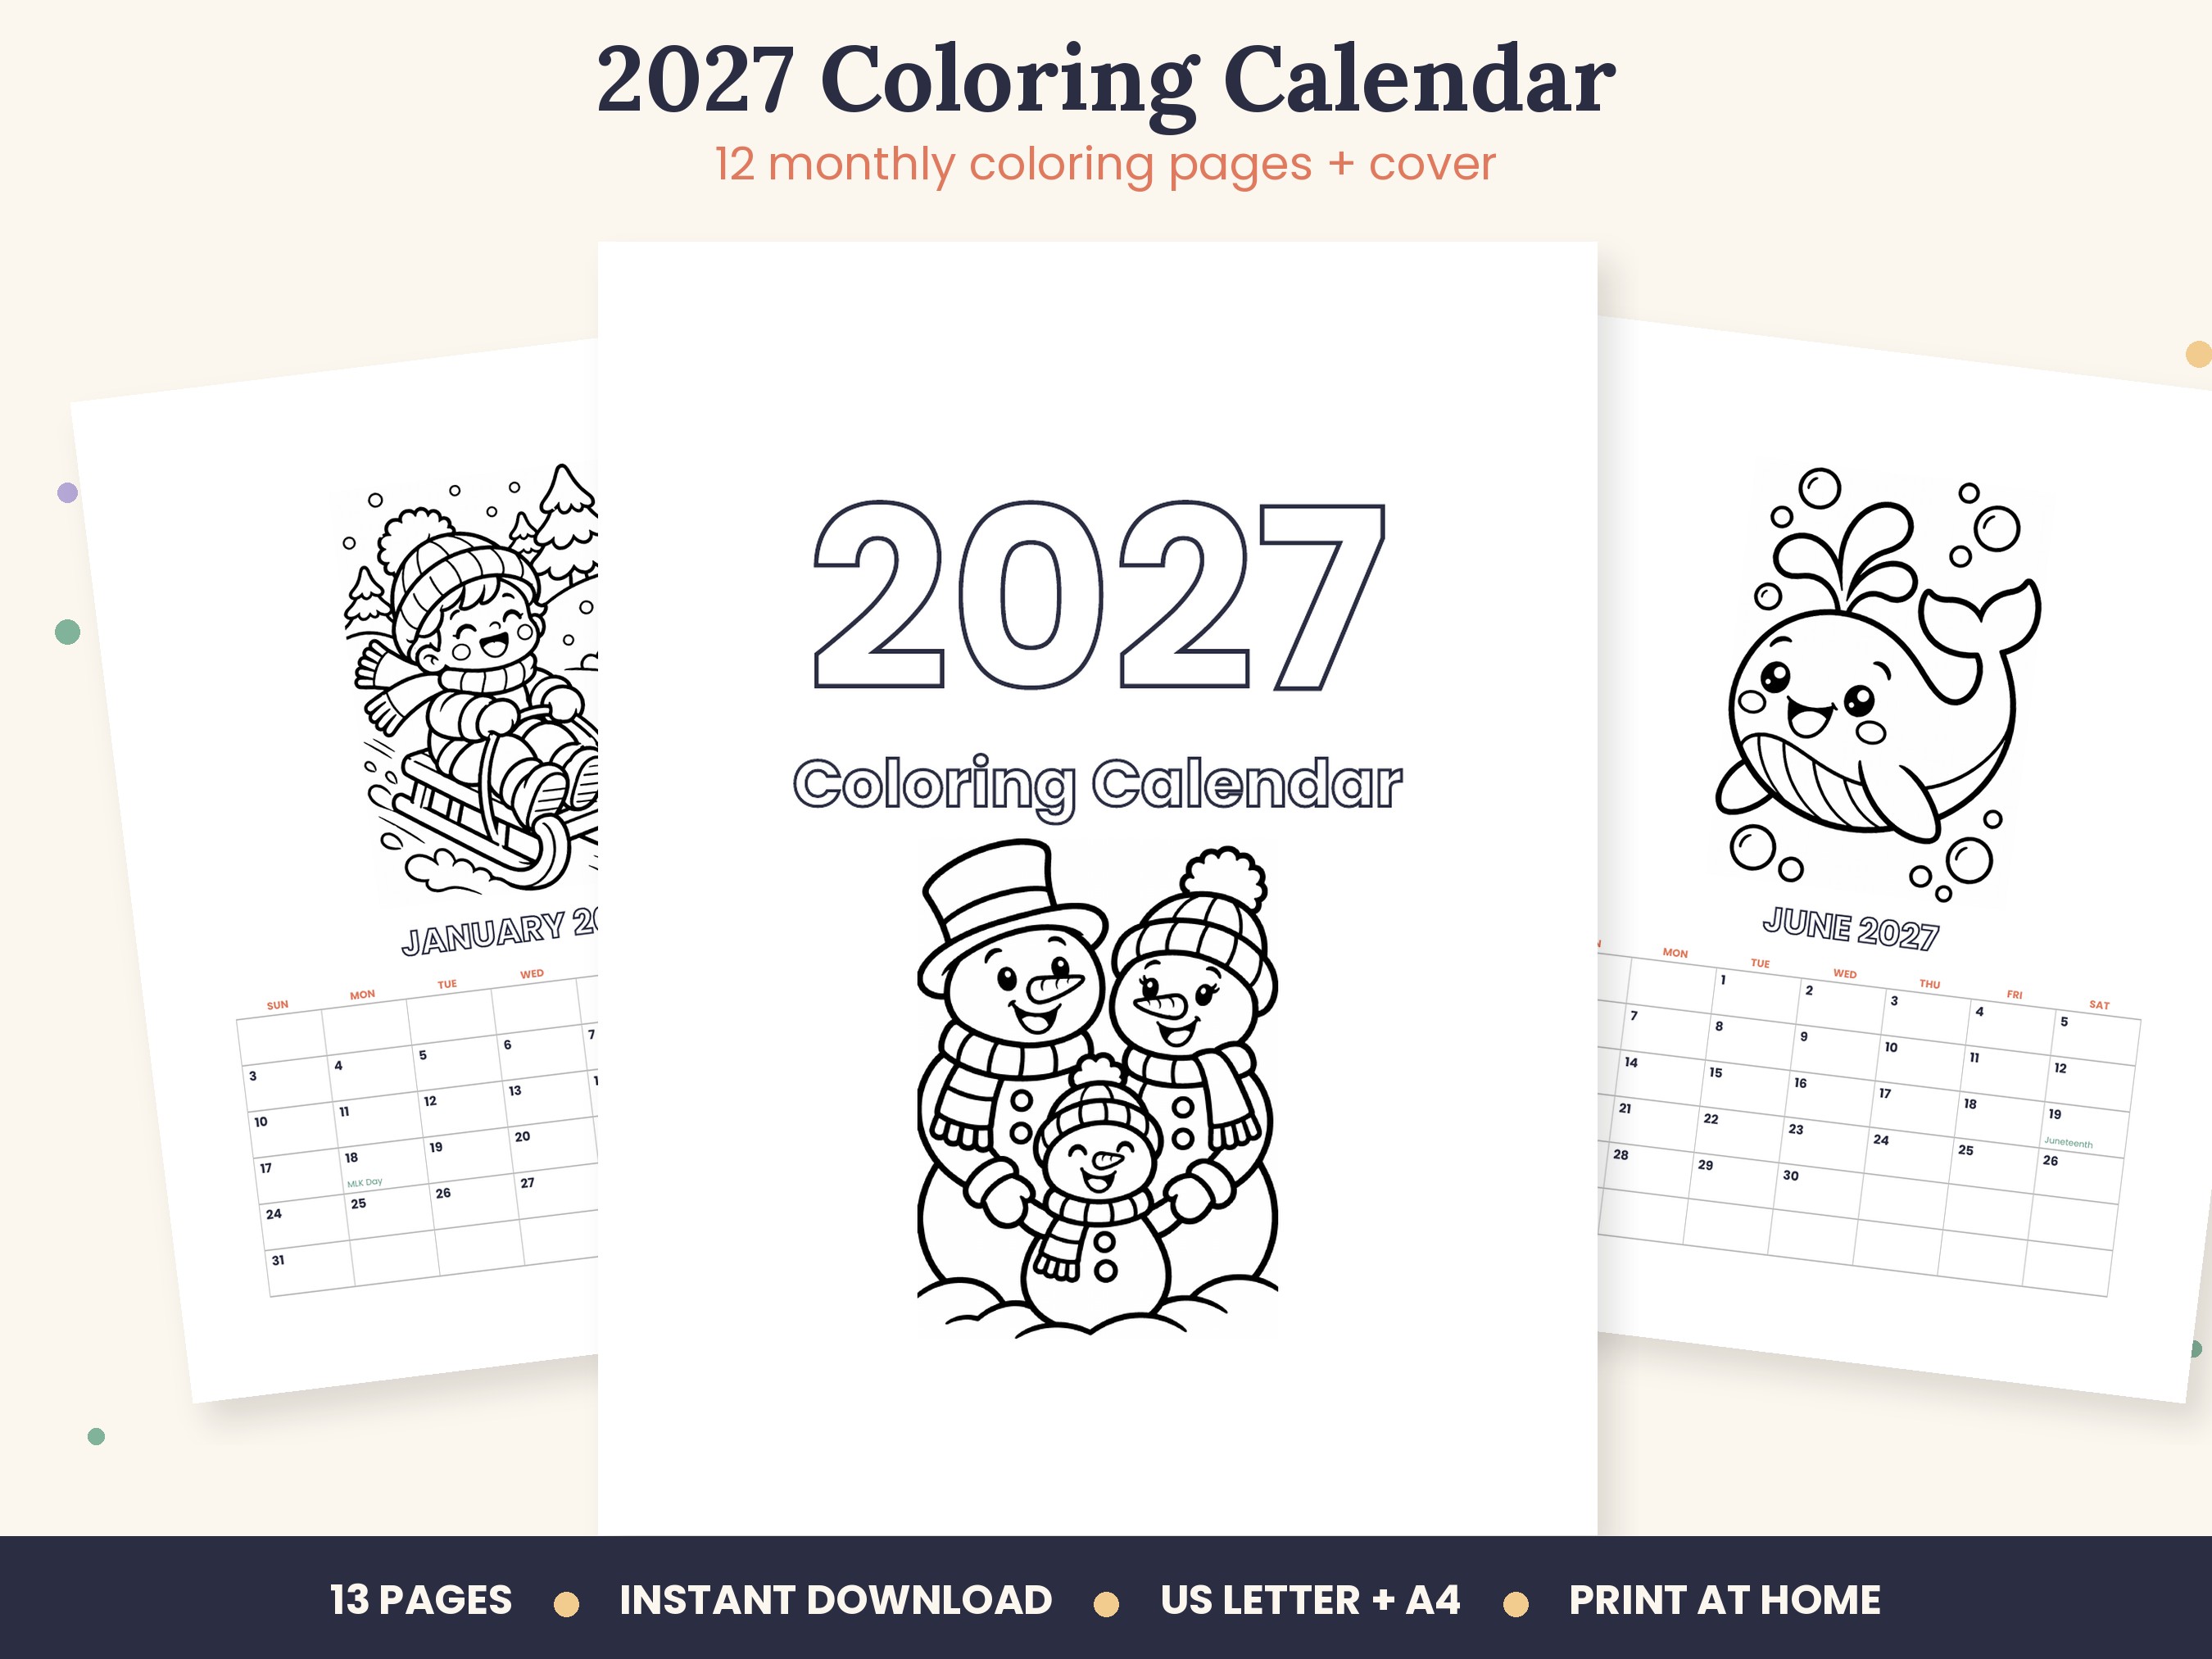 2027 Coloring Calendar
12 monthly coloring pages + cover
2027
Coloring Calendar
JANUARY
SUN MON TUE WED
3 4 5 6 7
10 11 12 13
17 18 19 20
MLK Day
24 25 26 27
31
JUNE 2027
MON TUE WED THU FRI SAT
1 2 3 4 5
7 8 9 10 11 12
14 15 16 17 18 19
Juneteenth
21 22 23 24 25 26
28 29 30
13 PAGES INSTANT DOWNLOAD US LETTER + A4 PRINT AT HOME